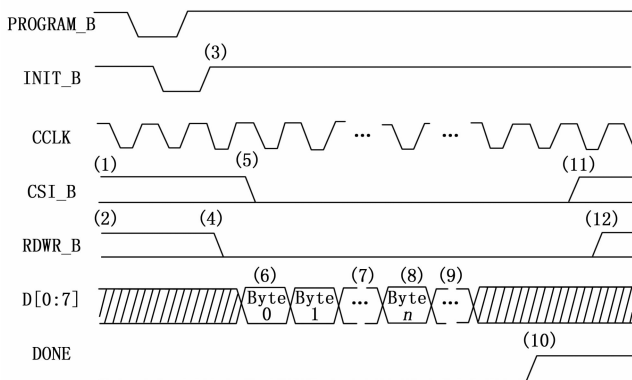 PROGRAM_B
(3)
INIT_B
CCLK
... ...
(1) (5) (11)
CSI_B
(2) (4) (12)
RDWR_B
(6) (7) (8) (9)
D[0:7]
Byte 0
Byte 1
...
Byte n
...
(10)
DONE